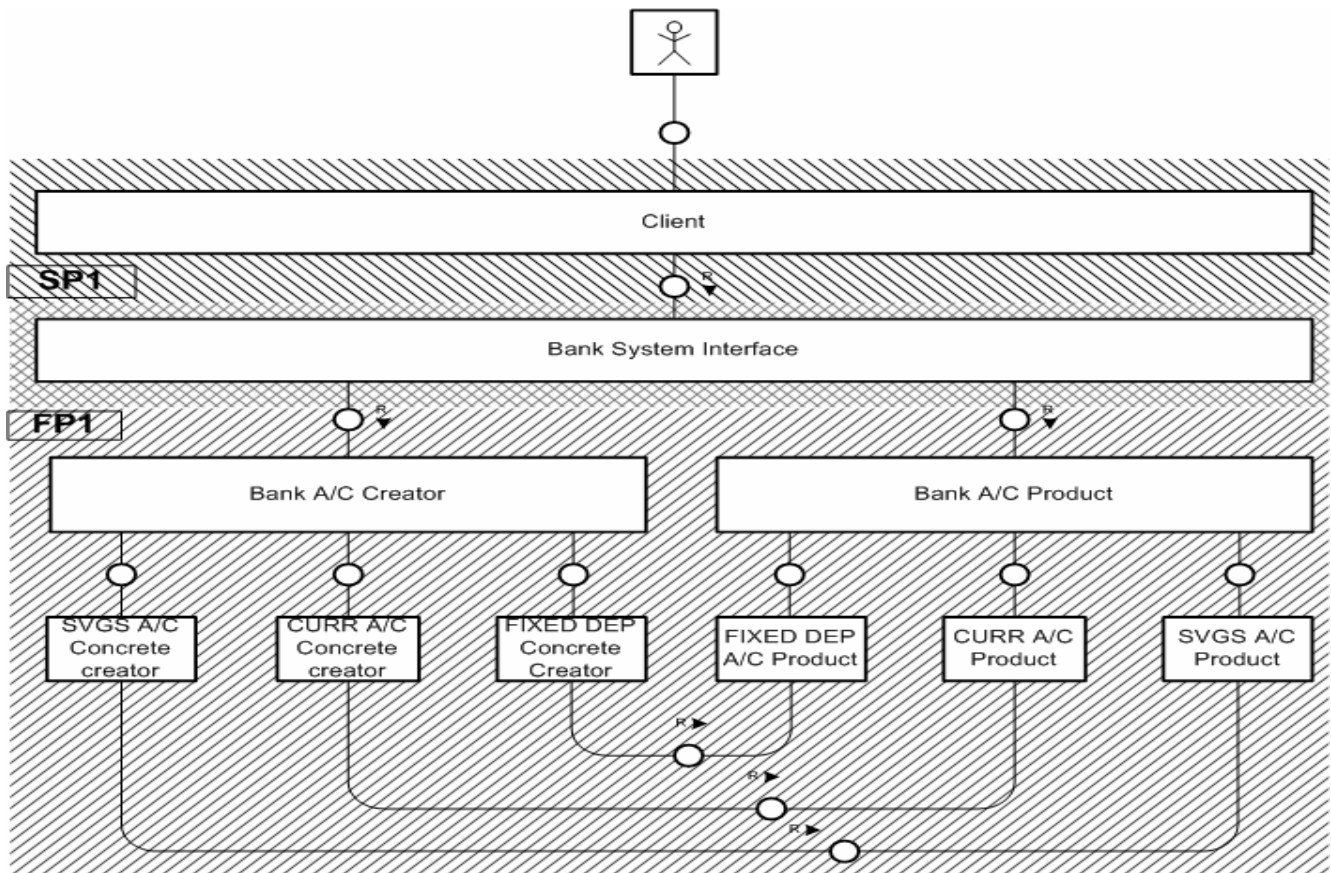 Client
SP1
R
Bank System Interface
FP1
R
R
Bank A/C Creator
Bank A/C Product
SVGS A/C
Concrete
creator
CURR A/C
Concrete
creator
FIXED DEP
Concrete
Creator
FIXED DEP
A/C Product
CURR A/C
Product
SVGS A/C
Product
R
R
R